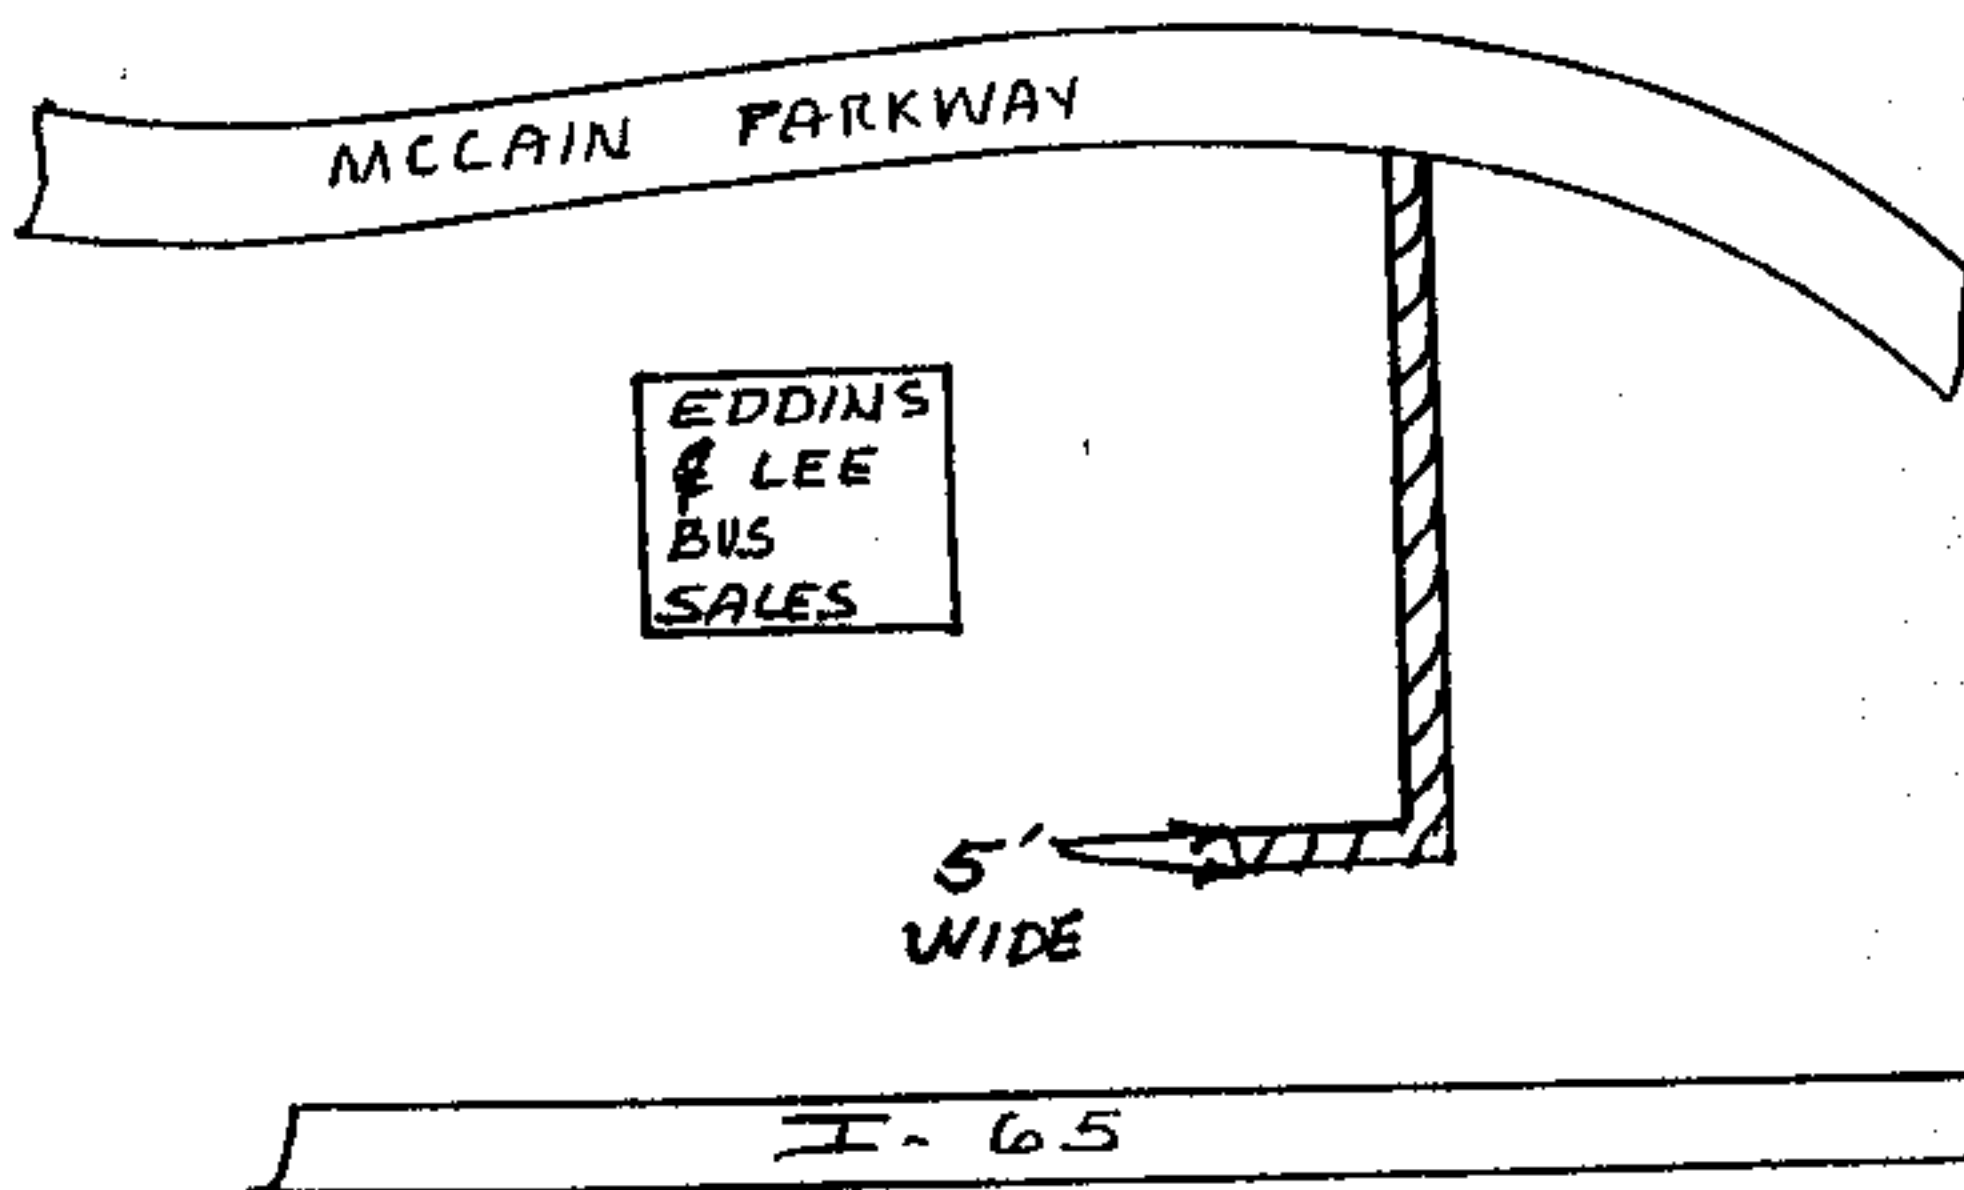 MCCAIN PARKWAY
EDDINS
& LEE
BUS
SALES
5'
WIDE
I-65